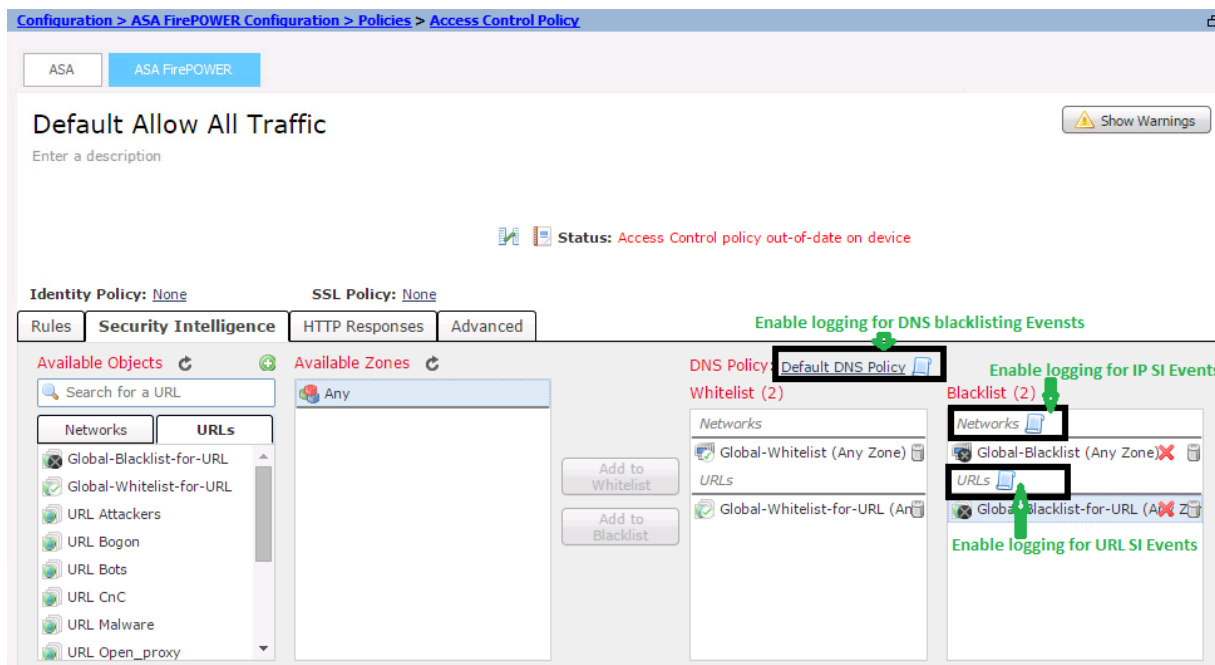 Configuration > ASA FirePOWER Configuration > Policies > Access Control Policy
ASA
ASA FirePOWER
Default Allow All Traffic
Show Warnings
Enter a description
Status: Access Control policy out-of-date on device
Identity Policy: None
SSL Policy: None
Rules
Security Intelligence
HTTP Responses
Advanced
Enable logging for DNS blacklisting Evensts
Available Objects
Search for a URL
Networks
URLs
Global-Blacklist-for-URL
Global-Whitelist-for-URL
URL Attackers
URL Bogon
URL Bots
URL CnC
URL Malware
URL Open_proxy
Available Zones
Any
Add to
Whitelist
Add to
Blacklist
DNS Policy: Default DNS Policy
Whitelist (2)
Networks
Global-Whitelist (Any Zone)
URLs
Global-Whitelist-for-URL (An
Enable logging for IP SI Events
Blacklist (2)
Networks
Global-Blacklist (Any Zone)
URLs
Global-Blacklist-for-URL
Enable logging for URL SI Events